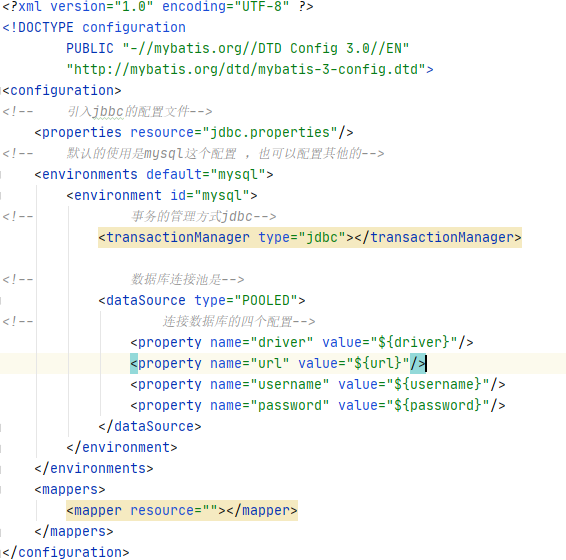 <?xml version="1.0" encoding="UTF-8" ?>
<!DOCTYPE configuration
        PUBLIC "-//mybatis.org//DTD Config 3.0//EN"
        "http://mybatis.org/dtd/mybatis-3-config.dtd">
<configuration>
<!--    引入jbbc的配置文件-->
    <properties resource="jdbc.properties"/>
<!--    默认的使用是mysql这个配置 ，也可以配置其他的-->
    <environments default="mysql">
        <environment id="mysql">
<!--            事务的管理方式jdbc-->
            <transactionManager type="jdbc"></transactionManager>
<!--            数据库连接池是-->
            <dataSource type="POOLED">
<!--                连接数据库的四个配置-->
                <property name="driver" value="${driver}"/>
                <property name="url" value="${url}"/>
                <property name="username" value="${username}"/>
                <property name="password" value="${password}"/>
            </dataSource>
        </environment>
    </environments>
    <mappers>
        <mapper resource=""></mapper>
    </mappers>
</configuration>